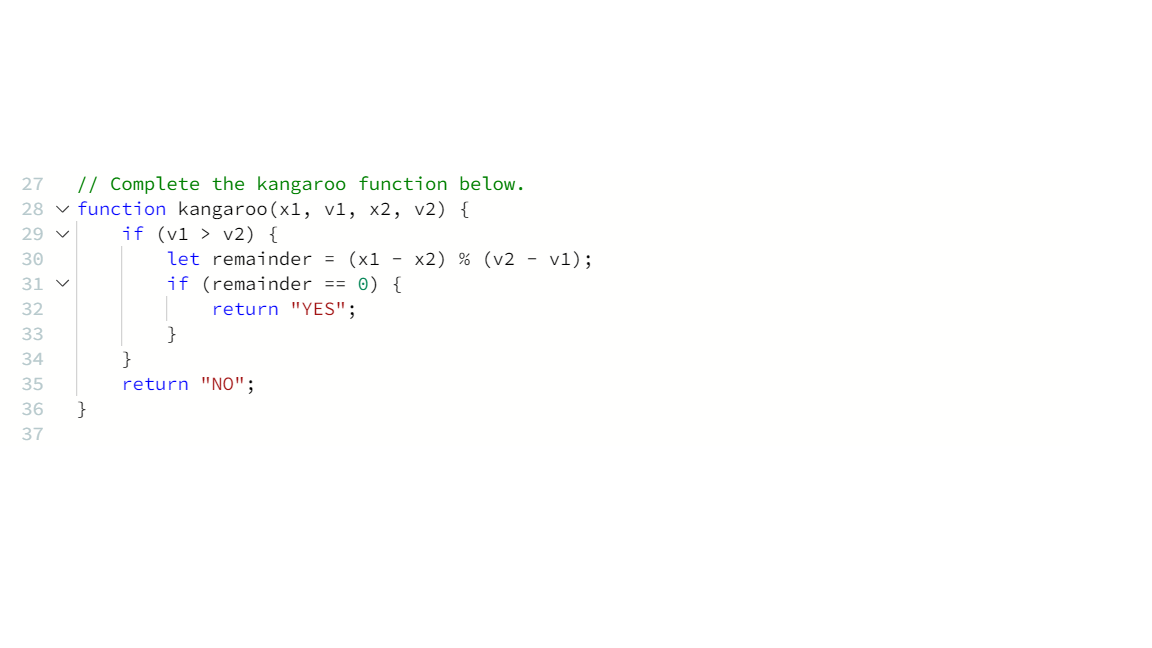 27 // Complete the kangaroo function below.
28 function kangaroo(x1, v1, x2, v2) {
29 if (v1 > v2) {
30 let remainder = (x1 - x2) % (v2 - v1);
31 if (remainder == 0) {
32 return "YES";
33 }
34 }
35 return "NO";
36 }
37